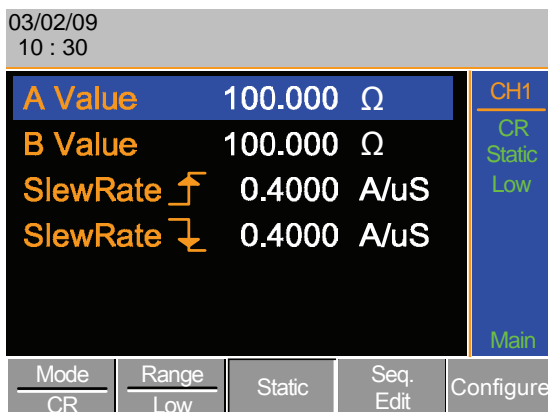 03/02/09
10 : 30
A Value 100.000 Ω
B Value 100.000 Ω
SlewRate 0.4000 A/uS
SlewRate 0.4000 A/uS
CH1
CR
Static
Low
Main
Mode
CR
Range
Low
Static
Seq.
Edit
Configure